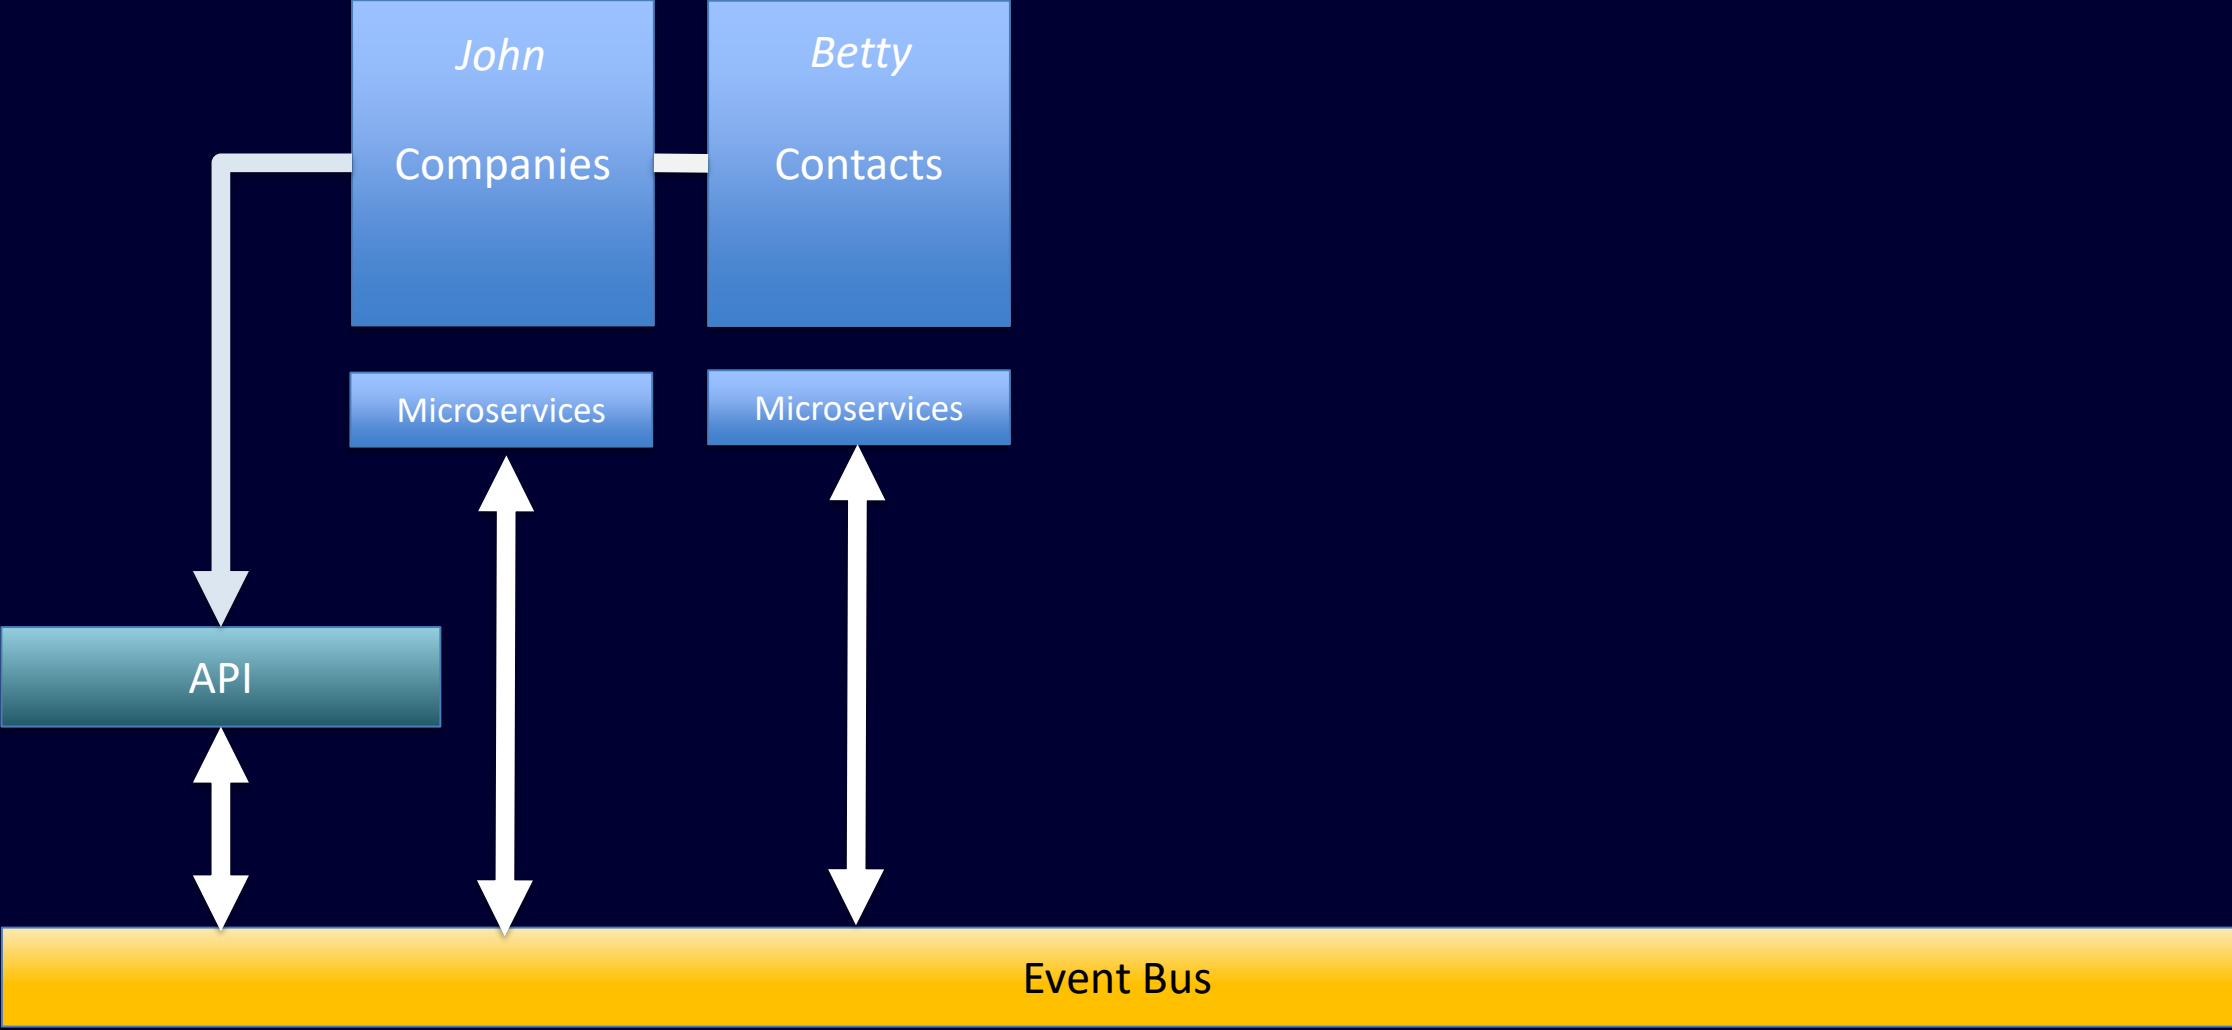 John
Companies
Betty
Contacts
Microservices
Microservices
API
Event Bus